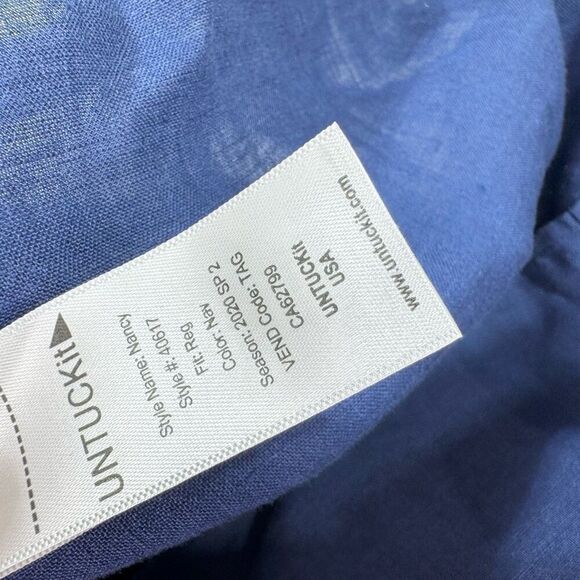 UNTUCKit
Style Name: Nancy
Style #: 40617
Fit: Reg
Color: Nav
Season: 2020 SP 2
VEND Code: TAG
CA62799
UNTUCKit
USA
www.untuckit.com